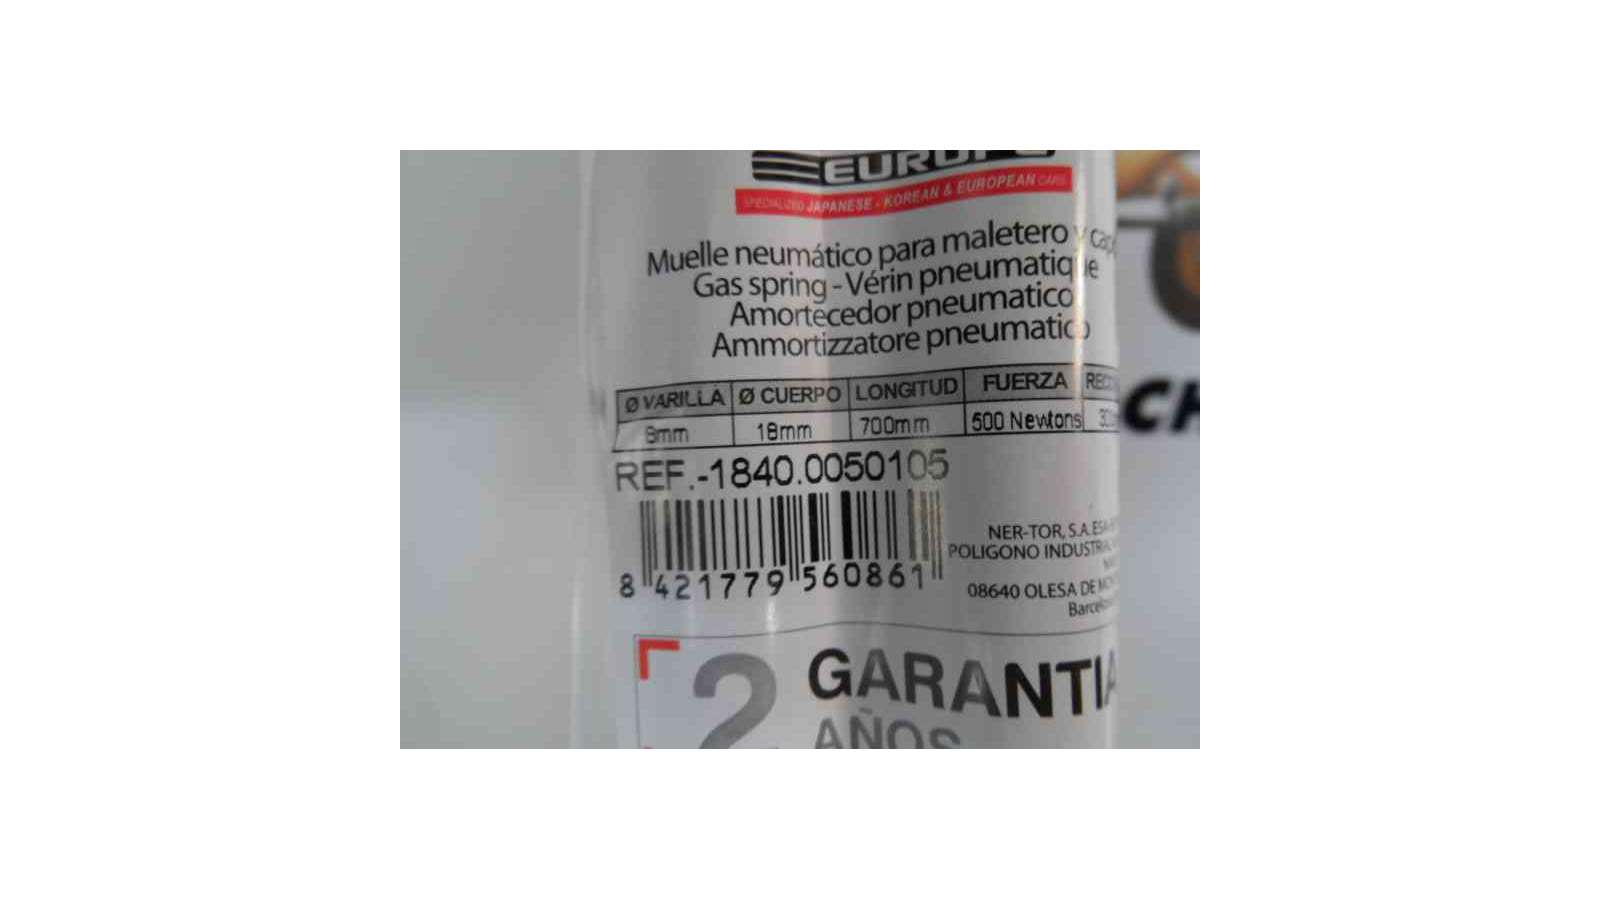 EUROPE
SPECIALIZED JAPANESE - KOREAN & EUROPEAN CARS
Muelle neumático para maletero y
Gas spring - Vérin pneumatique
Amortecedor pneumatico
Ammortizzatore pneumatico
Ø VARILLA Ø CUERPO LONGITUD FUERZA
8mm 18mm 700mm 500 Newtons
REF.-1840.0050105
8 421779 560861
NER-TOR, S.A.
POLIGONO
08640 OLESA DE
2 GARANTIA
AÑOS
CH